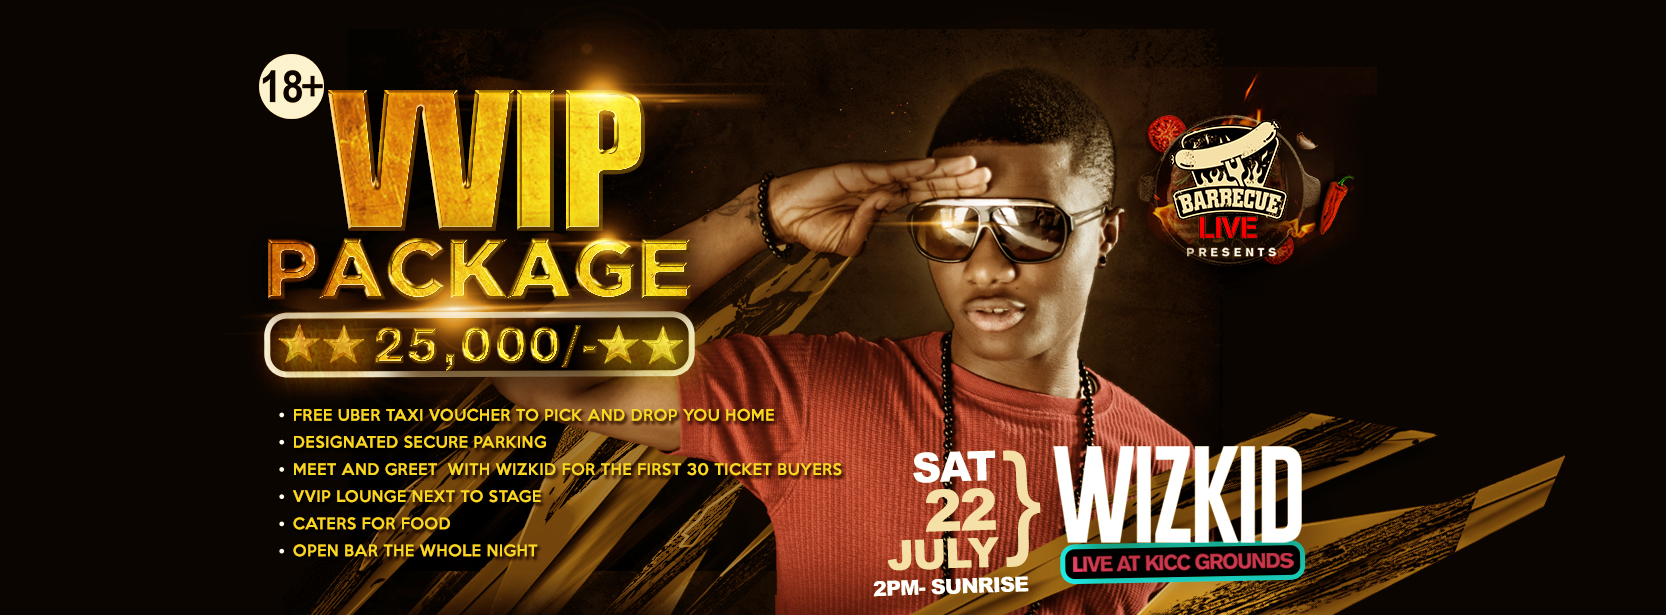 18+
VVIP
PACKAGE
25,000/-
• FREE UBER TAXI VOUCHER TO PICK AND DROP YOU HOME
• DESIGNATED SECURE PARKING
• MEET AND GREET WITH WIZKID FOR THE FIRST 30 TICKET BUYERS
• VVIP LOUNGE NEXT TO STAGE
• CATERS FOR FOOD
• OPEN BAR THE WHOLE NIGHT
BARBECUE
LIVE
PRESENTS
SAT
22
JULY
2PM- SUNRISE
WIZKID
LIVE AT KICC GROUNDS